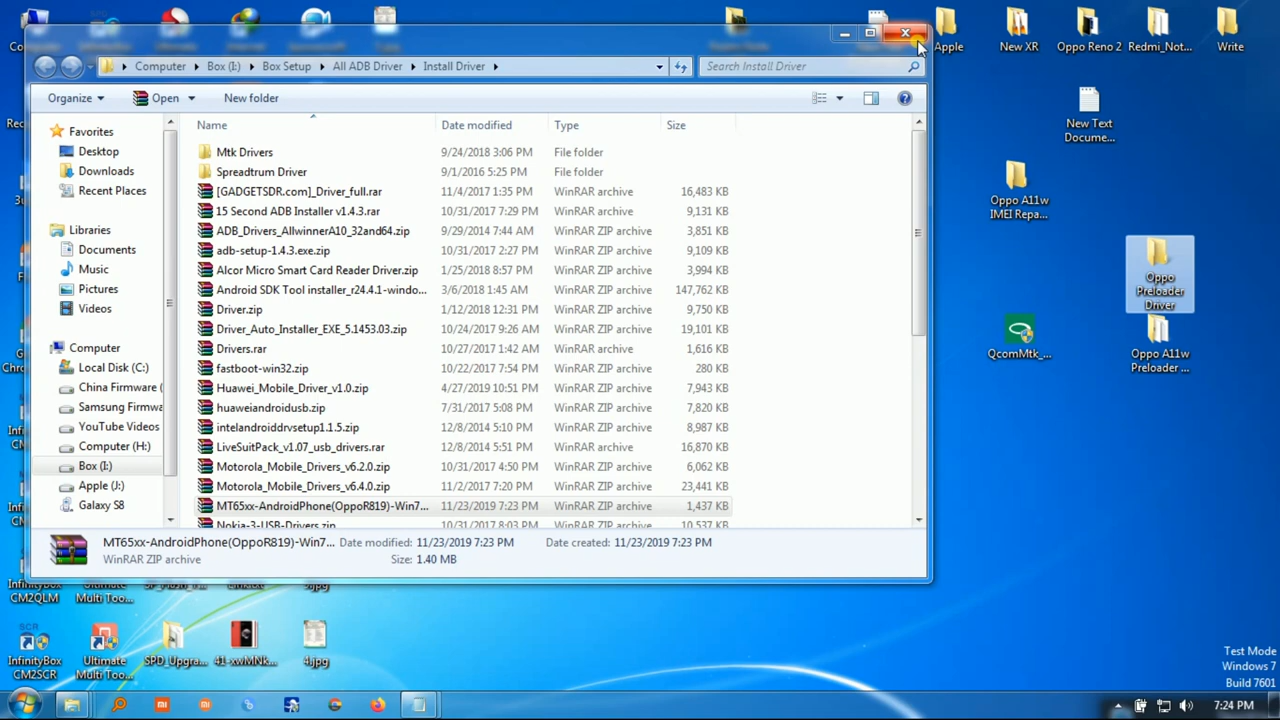 Apple
New XR
Oppo Reno 2
Redmi_Not...
Write
Computer
Box (I:)
Box Setup
All ADB Driver
Install Driver
Search Install Driver
Organize
Open
New folder
Name
Date modified
Type
Size
Favorites
Desktop
Downloads
Recent Places
Libraries
Documents
Music
Pictures
Videos
Computer
Local Disk (C:)
China Firmware (
Samsung Firmwa
YouTube Videos
Computer (H:)
Box (I:)
Apple (J:)
Galaxy S8
Mtk Drivers 9/24/2018 3:06 PM File folder
Spreadtrum Driver 9/1/2016 5:25 PM File folder
[GADGETSDR.com]_Driver_full.rar 11/4/2017 1:35 PM WinRAR archive 16,483 KB
15 Second ADB Installer v1.4.3.rar 10/31/2017 7:29 PM WinRAR archive 9,131 KB
ADB_Drivers_AllwinnerA10_32and64.zip 9/29/2014 7:44 AM WinRAR ZIP archive 3,851 KB
adb-setup-1.4.3.exe.zip 10/31/2017 2:27 PM WinRAR ZIP archive 9,109 KB
Alcor Micro Smart Card Reader Driver.zip 1/25/2018 8:57 PM WinRAR ZIP archive 3,994 KB
Android SDK Tool installer_r24.4.1-windo... 3/6/2018 1:45 AM WinRAR ZIP archive 147,762 KB
Driver.zip 1/12/2018 12:31 PM WinRAR ZIP archive 9,750 KB
Driver_Auto_Installer_EXE_5.1453.03.zip 10/24/2017 9:26 AM WinRAR ZIP archive 19,101 KB
Drivers.rar 10/27/2017 1:42 AM WinRAR archive 1,616 KB
fastboot-win32.zip 10/22/2017 7:54 PM WinRAR ZIP archive 280 KB
Huawei_Mobile_Driver_v1.0.zip 4/27/2019 10:51 PM WinRAR ZIP archive 7,943 KB
huaweiandroidusb.zip 7/31/2017 5:08 PM WinRAR ZIP archive 7,820 KB
intelandroiddrvsetup1.1.5.zip 12/8/2014 5:10 PM WinRAR ZIP archive 8,987 KB
LiveSuitPack_v1.07_usb_drivers.rar 12/8/2014 5:51 PM WinRAR archive 16,870 KB
Motorola_Mobile_Drivers_v6.2.0.zip 10/31/2017 4:50 PM WinRAR ZIP archive 6,062 KB
Motorola_Mobile_Drivers_v6.4.0.zip 11/2/2017 7:20 PM WinRAR ZIP archive 23,441 KB
MT65xx-AndroidPhone(OppoR819)-Win7... 11/23/2019 7:23 PM WinRAR ZIP archive 1,437 KB
Nokia-3-USB-Drivers.zip 10/31/2017 8:03 PM WinRAR ZIP archive 10,537 KB
MT65xx-AndroidPhone(OppoR819)-Win7... Date modified: 11/23/2019 7:23 PM Date created: 11/23/2019 7:23 PM
WinRAR ZIP archive Size: 1.40 MB
New Text
Docume...
Oppo A11w
IMEI Repa...
Oppo
Preloader
Driver
QcomMtk_...
Oppo A11w
Preloader ...
InfinityBox
CM2QLM
Ultimate
Multi Too...
InfinityBox
CM2SCR
Ultimate
Multi Too...
SPD_Upgra...
41-xwMNk...
4.jpg
Test Mode
Windows 7
Build 7601
7:24 PM